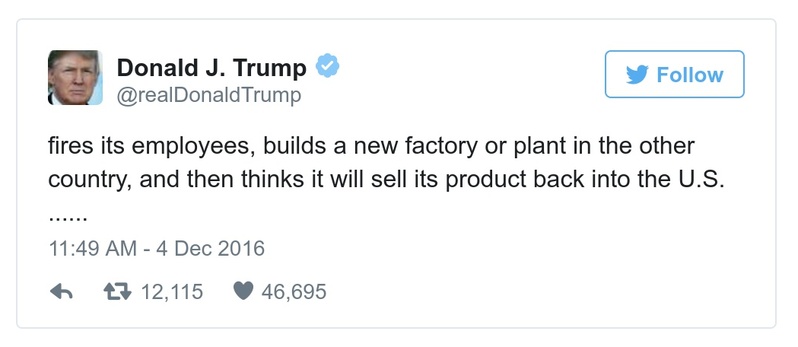 Donald J. Trump
@realDonaldTrump
Follow
fires its employees, builds a new factory or plant in the other
country, and then thinks it will sell its product back into the U.S.
......
11:49 AM - 4 Dec 2016
12,115 46,695